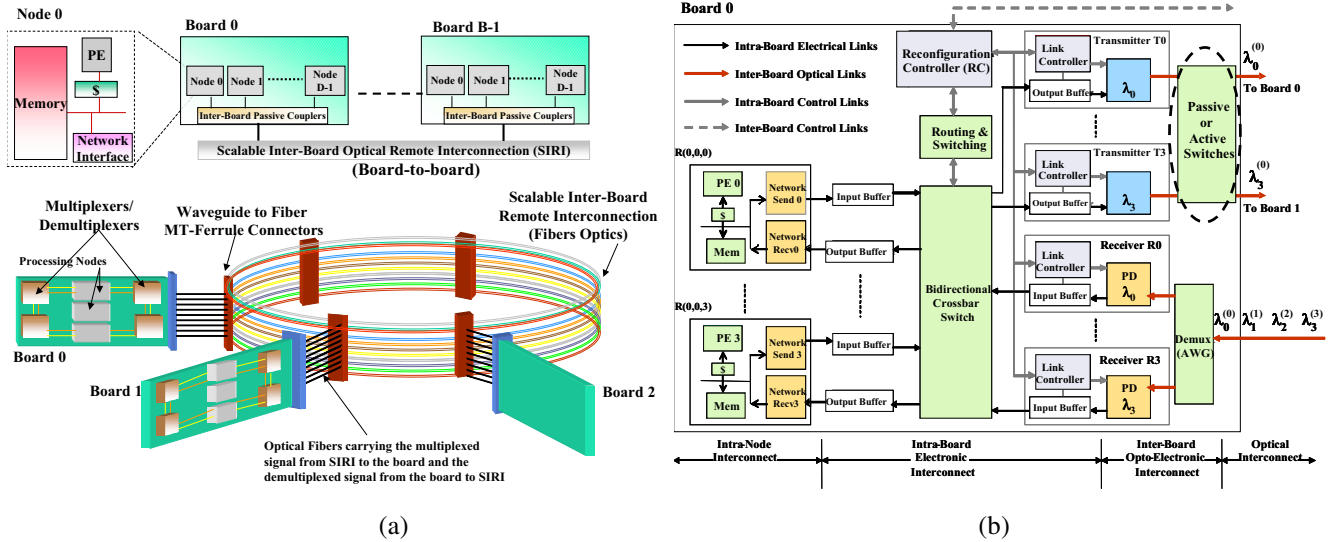 Node 0
PE
$
Memory
Network
Interface
Board 0
Node 0
Node 1
Node
D-1
Inter-Board Passive Couplers
Board B-1
Node 0
Node 1
Node
D-1
Inter-Board Passive Couplers
Scalable Inter-Board Optical Remote Interconnection (SIRI)
(Board-to-board)
Multiplexers/
Demultiplexers
Processing Nodes
Waveguide to Fiber
MT-Ferrule Connectors
Scalable Inter-Board
Remote Interconnection
(Fibers Optics)
Board 0
Board 1
Board 2
Optical Fibers carrying the multiplexed
signal from SIRI to the board and the
demultiplexed signal from the board to SIRI
(a)
Board 0
Intra-Board Electrical Links
Inter-Board Optical Links
Intra-Board Control Links
Inter-Board Control Links
Reconfiguration
Controller (RC)
Routing &
Switching
Bidirectional
Crossbar
Switch
R(0,0,0)
PE 0
$
Mem
Network
Send 0
Network
Recv0
Input Buffer
Output Buffer
R(0,0,3)
PE 3
$
Mem
Network
Send 3
Network
Recv3
Input Buffer
Output Buffer
Transmitter T0
Link
Controller
Output Buffer
λ0
Transmitter T3
Link
Controller
Output Buffer
λ3
Passive
or
Active
Switches
λ0(0)
To Board 0
λ3(0)
To Board 1
Receiver R0
Link
Controller
Input Buffer
PD
λ0
Receiver R3
Link
Controller
Input Buffer
PD
λ3
Demux
(AWG)
λ0(0) λ1(1) λ2(2) λ3(3)
Intra-Node
Interconnect
Intra-Board
Electronic
Interconnect
Inter-Board
Opto-Electronic
Interconnect
Optical
Interconnect
(b)